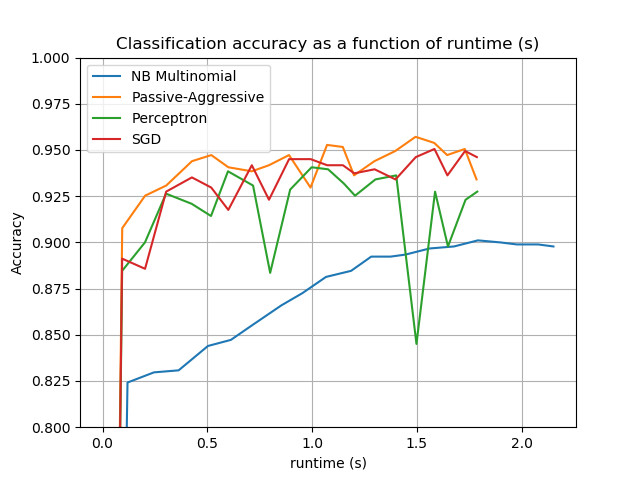 Classification accuracy as a function of runtime (s)
1.000
0.975
0.950
0.925
0.900
0.875
0.850
0.825
0.800
Accuracy
NB Multinomial
Passive-Aggressive
Perceptron
SGD
0.0 0.5 1.0 1.5 2.0
runtime (s)